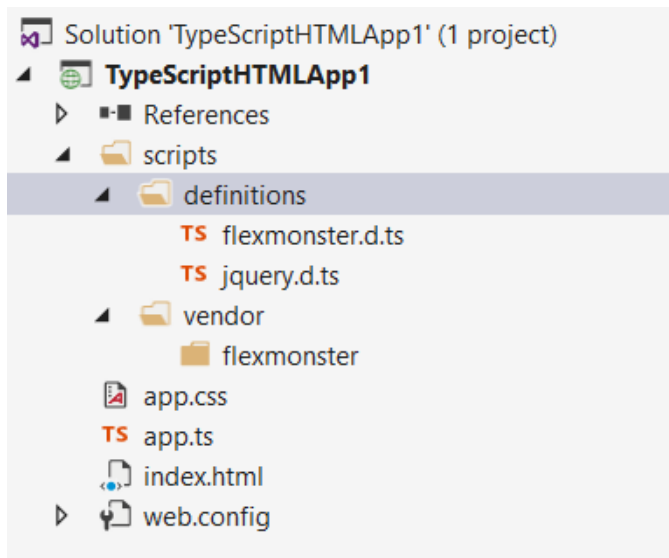 Solution 'TypeScriptHTMLApp1' (1 project)
TypeScriptHTMLApp1
References
scripts
definitions
TS flexmonster.d.ts
TS jquery.d.ts
vendor
flexmonster
app.css
TS app.ts
index.html
web.config